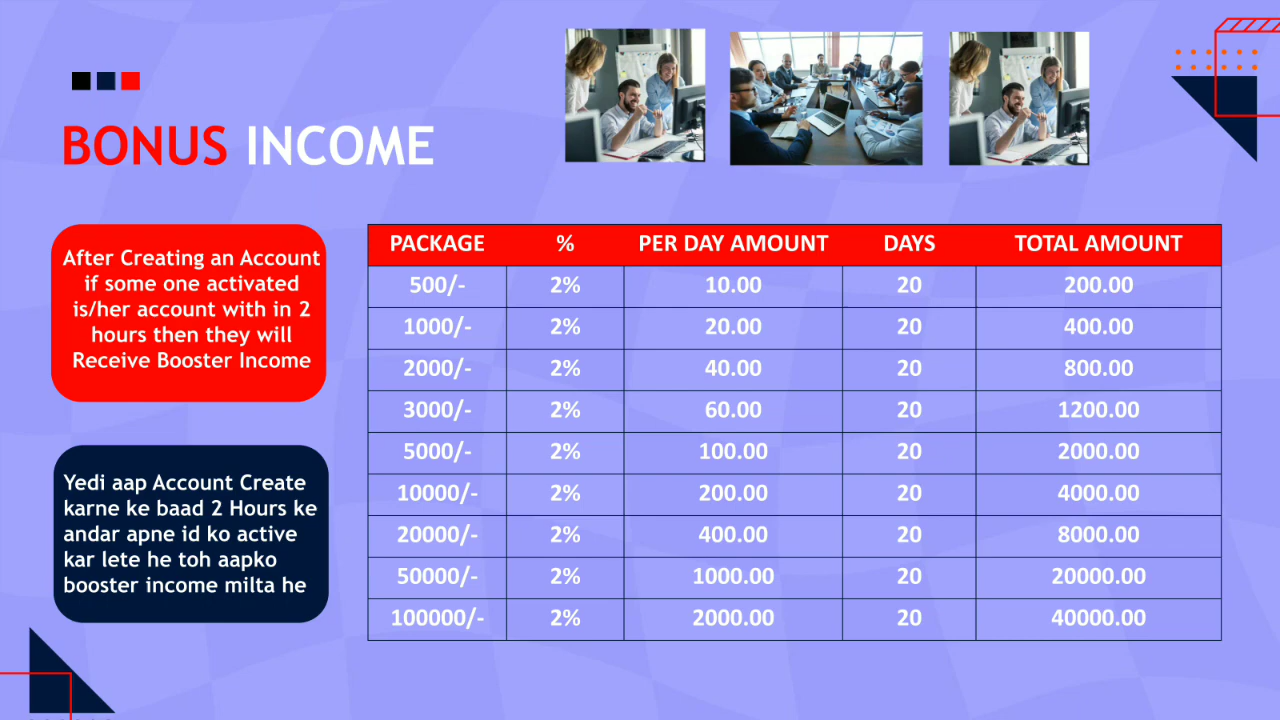 BONUS INCOME
After Creating an Account
if some one activated
is/her account with in 2
hours then they will
Receive Booster Income
Yedi aap Account Create
karne ke baad 2 Hours ke
andar apne id ko active
kar lete he toh aapko
booster income milta he
PACKAGE % PER DAY AMOUNT DAYS TOTAL AMOUNT
500/- 2% 10.00 20 200.00
1000/- 2% 20.00 20 400.00
2000/- 2% 40.00 20 800.00
3000/- 2% 60.00 20 1200.00
5000/- 2% 100.00 20 2000.00
10000/- 2% 200.00 20 4000.00
20000/- 2% 400.00 20 8000.00
50000/- 2% 1000.00 20 20000.00
100000/- 2% 2000.00 20 40000.00